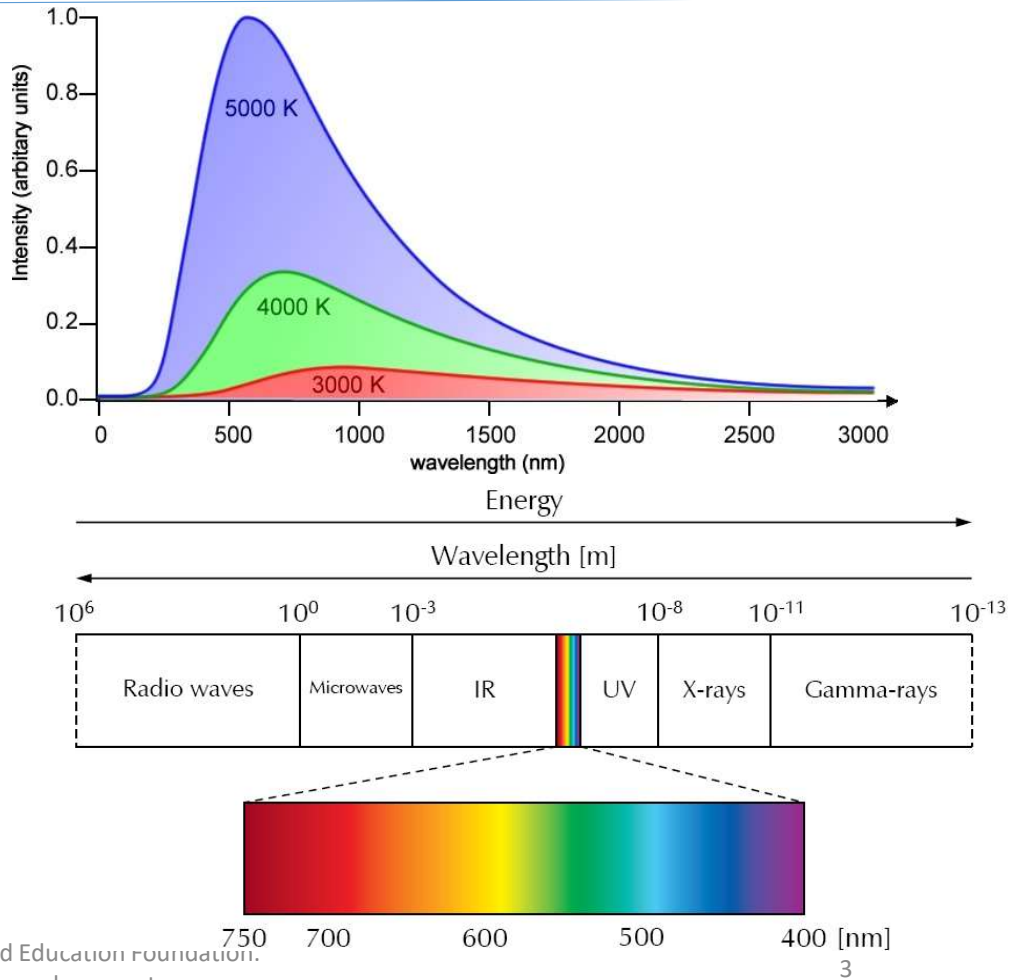 1.0
0.8
0.6
0.4
0.2
0.0
Intensity (arbitary units)
5000 K
4000 K
3000 K
0 500 1000 1500 2000 2500 3000
wavelength (nm)
Energy
Wavelength [m]
10⁶ 10⁰ 10⁻³ 10⁻⁸ 10⁻¹¹ 10⁻¹³
Radio waves Microwaves IR UV X-rays Gamma-rays
750 700 600 500 400 [nm]
d Education Foundation.
3